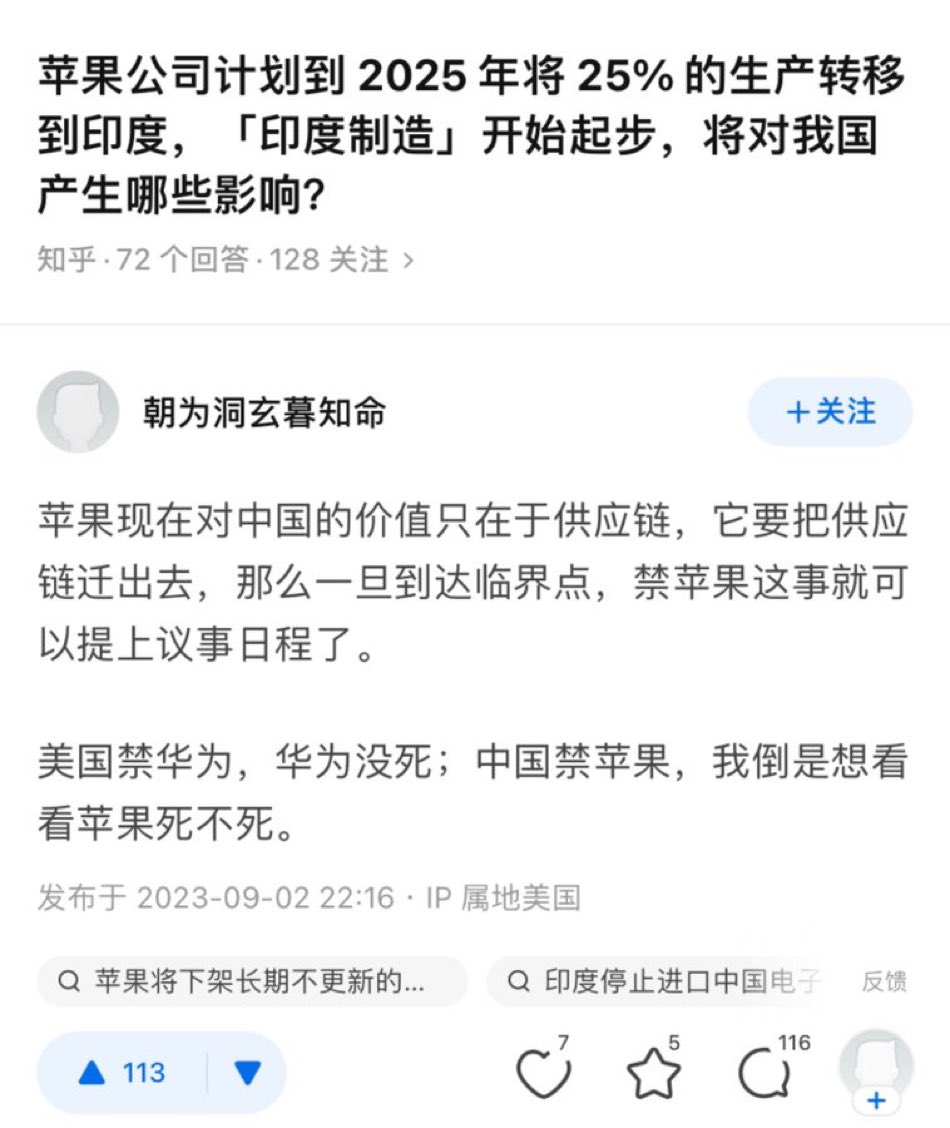 苹果公司计划到 2025 年将 25% 的生产转移
到印度，「印度制造」开始起步，将对我国
产生哪些影响？
知乎 · 72 个回答 · 128 关注 >
朝为洞玄暮知命
＋关注
苹果现在对中国的价值只在于供应链，它要把供应
链迁出去，那么一旦到达临界点，禁苹果这事就可
以提上议事日程了。
美国禁华为，华为没死；中国禁苹果，我倒是想看
看苹果死不死。
发布于 2023-09-02 22:16 · IP 属地美国
苹果将下架长期不更新的...
印度停止进口中国电子
反馈
113
7
5
116